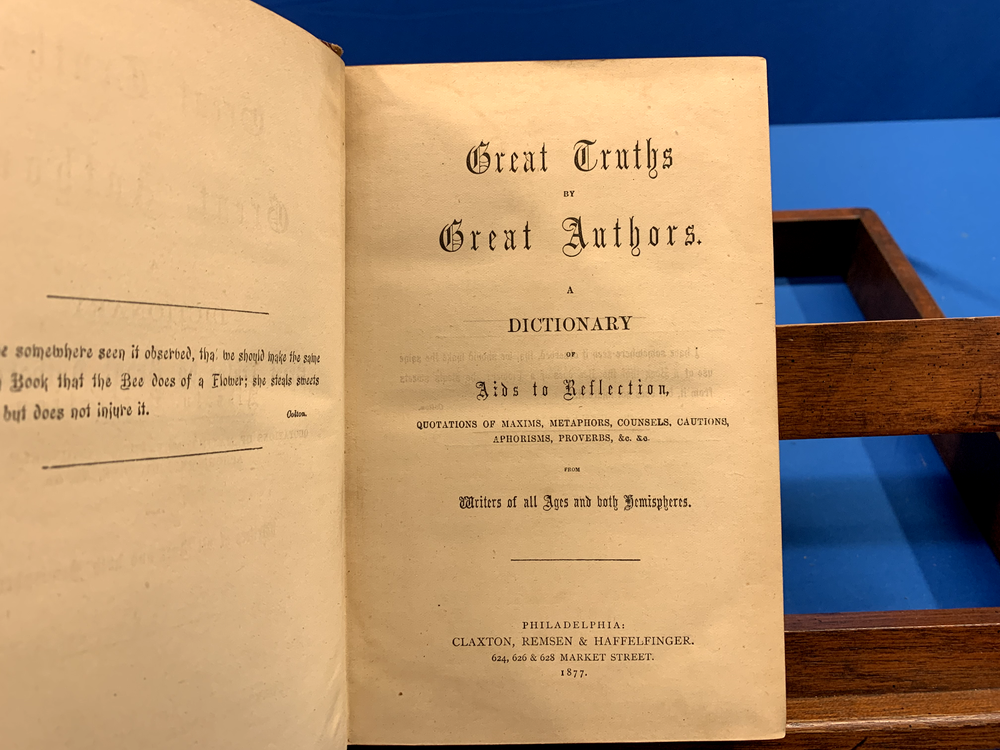 somewhere seen it observed, that we should make the same
Book that the Bee does of a Flower; she steals sweets
but does not injure it.
Colton.
Great Truths
BY
Great Authors.
A
DICTIONARY
OF
Aids to Reflection,
QUOTATIONS OF MAXIMS, METAPHORS, COUNSELS, CAUTIONS,
APHORISMS, PROVERBS, &c. &c.
FROM
Writers of all Ages and both Hemispheres.
PHILADELPHIA:
CLAXTON, REMSEN & HAFFELFINGER.
624, 626 & 628 MARKET STREET.
1877.